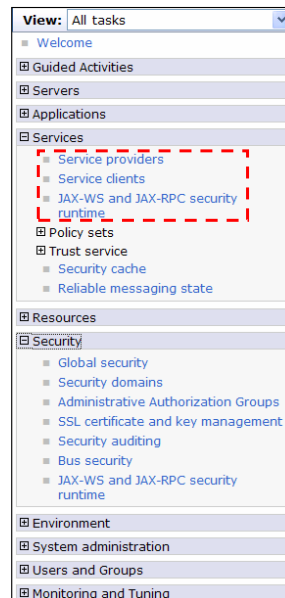 View: All tasks
Welcome
Guided Activities
Servers
Applications
Services
Service providers
Service clients
JAX-WS and JAX-RPC security
runtime
Policy sets
Trust service
Security cache
Reliable messaging state
Resources
Security
Global security
Security domains
Administrative Authorization Groups
SSL certificate and key management
Security auditing
Bus security
JAX-WS and JAX-RPC security
runtime
Environment
System administration
Users and Groups
Monitoring and Tuning